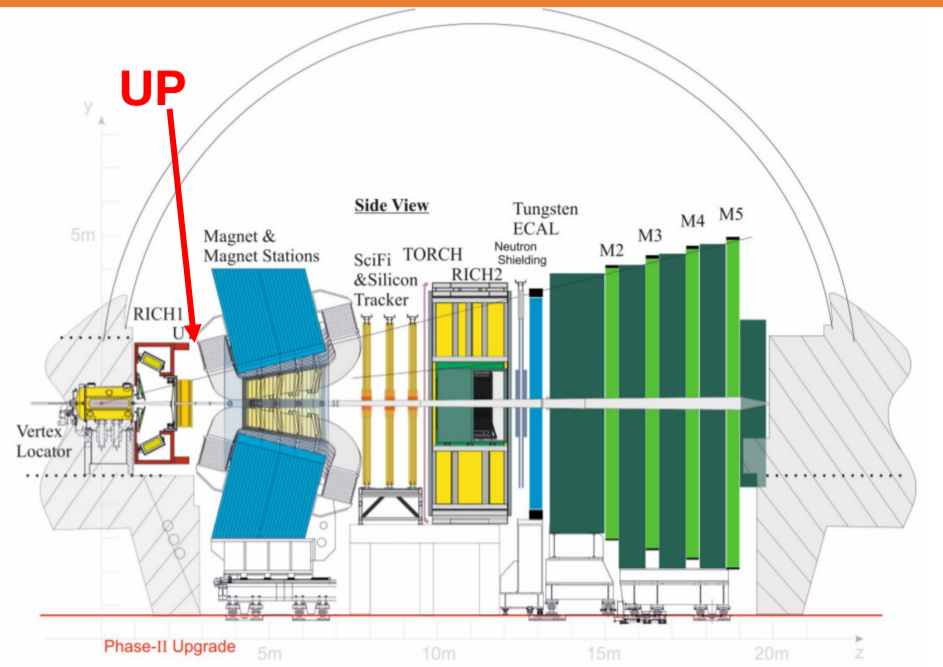 UP
y
Side View
Tungsten
ECAL
M5
M4
M3
M2
5m
Magnet &
Magnet Stations
Neutron
Shielding
SciFi
&Silicon
Tracker
TORCH
RICH2
RICH1
U
Vertex
Locator
Phase-II Upgrade
5m
10m
15m
20m
z